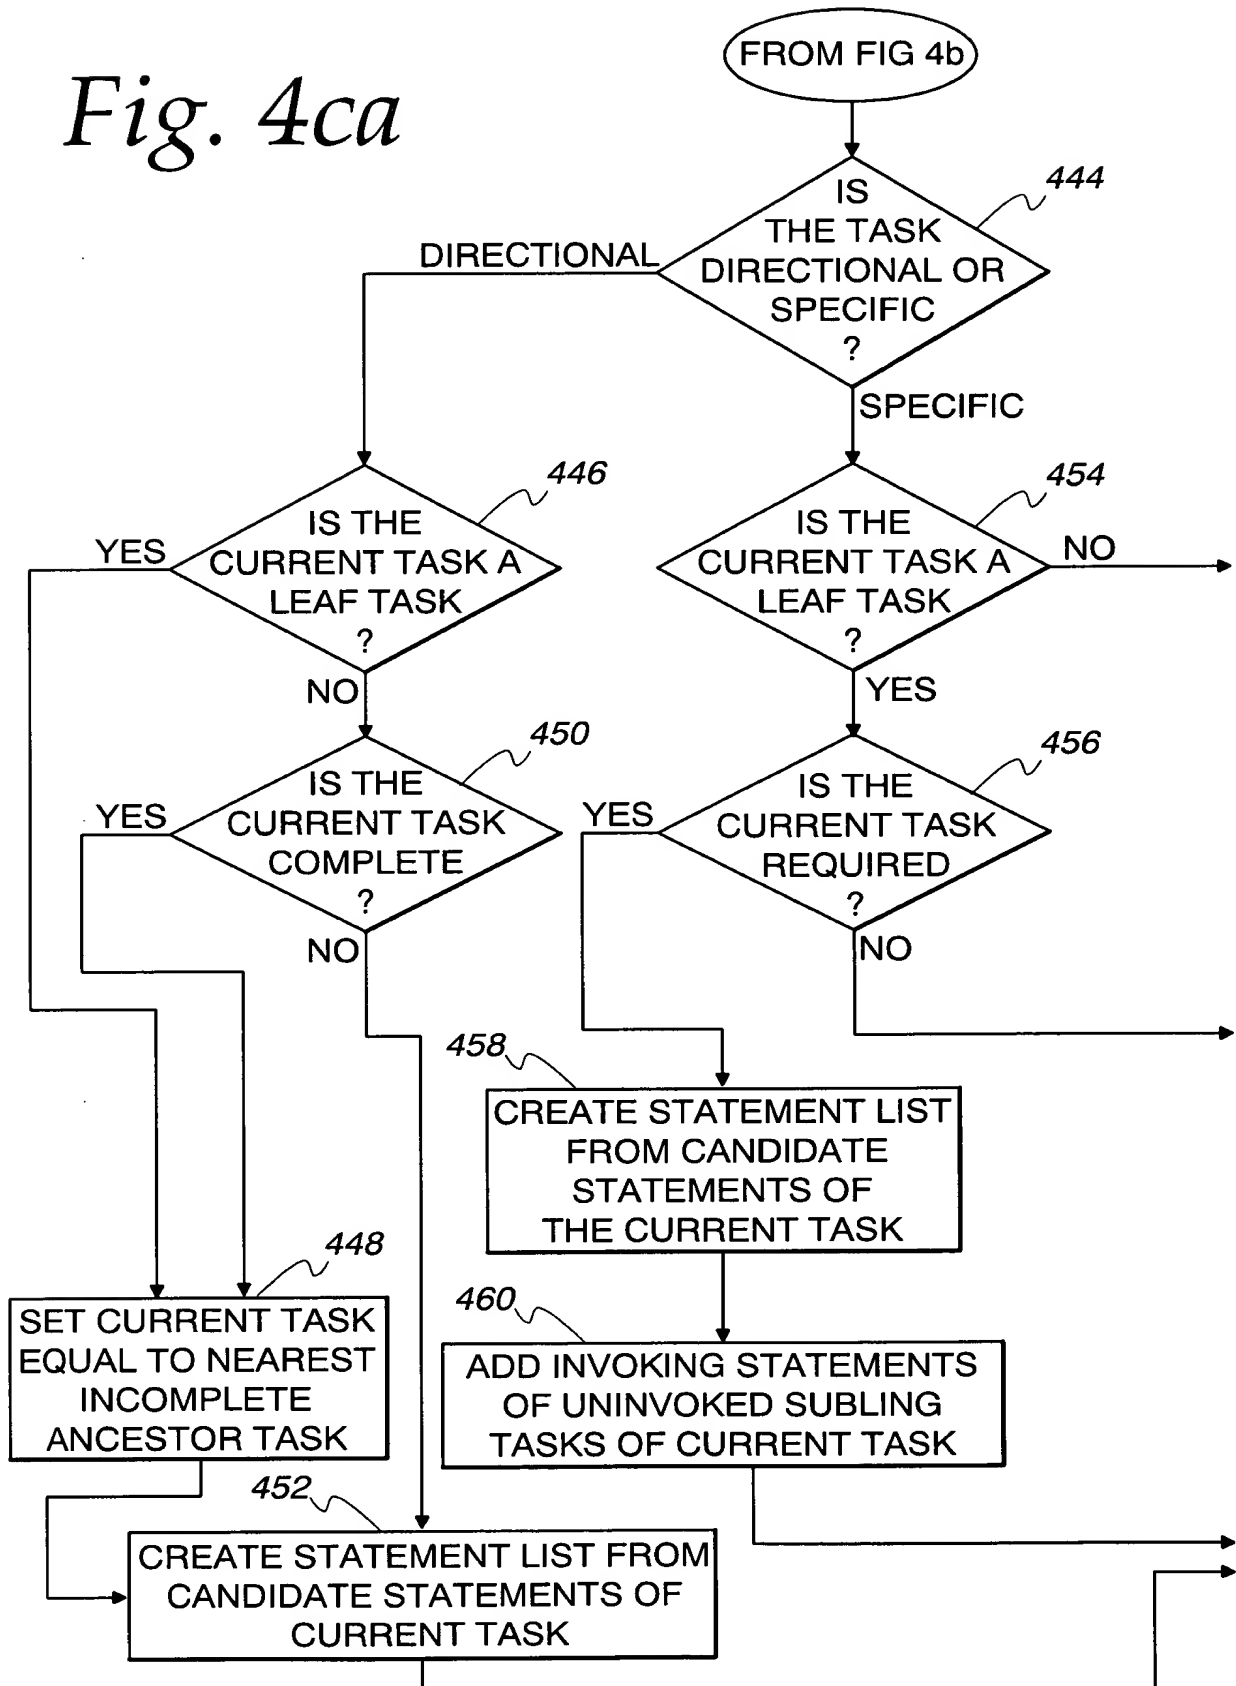 Fig. 4ca
FROM FIG 4b
IS
THE TASK
DIRECTIONAL OR
SPECIFIC
?
444
DIRECTIONAL
SPECIFIC
446
IS THE
CURRENT TASK A
LEAF TASK
?
YES
NO
454
IS THE
CURRENT TASK A
LEAF TASK
?
NO
YES
450
IS THE
CURRENT TASK
COMPLETE
?
YES
NO
456
IS THE
CURRENT TASK
REQUIRED
?
YES
NO
458
CREATE STATEMENT LIST
FROM CANDIDATE
STATEMENTS OF
THE CURRENT TASK
448
SET CURRENT TASK
EQUAL TO NEAREST
INCOMPLETE
ANCESTOR TASK
460
ADD INVOKING STATEMENTS
OF UNINVOKED SUBLING
TASKS OF CURRENT TASK
452
CREATE STATEMENT LIST FROM
CANDIDATE STATEMENTS OF
CURRENT TASK